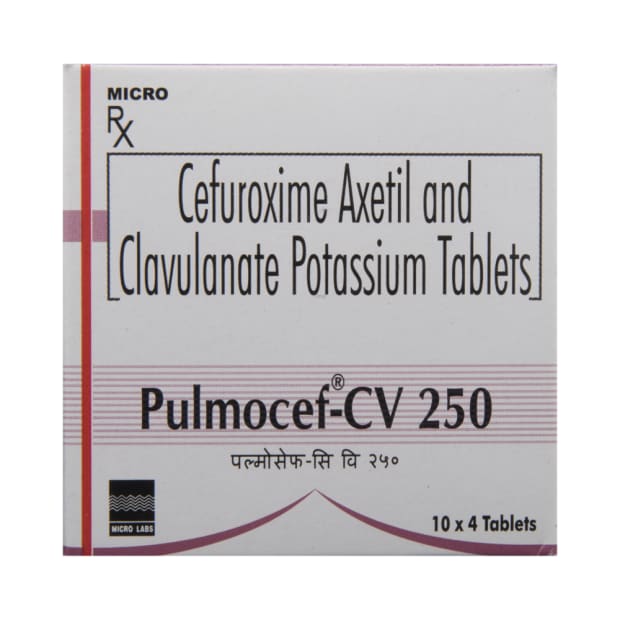 MICRO
Rx
Cefuroxime Axetil and
Clavulanate Potassium Tablets
Pulmocef®-CV 250
पल्मोसेफ-सि वि २५०
MICRO LABS
10 x 4 Tablets